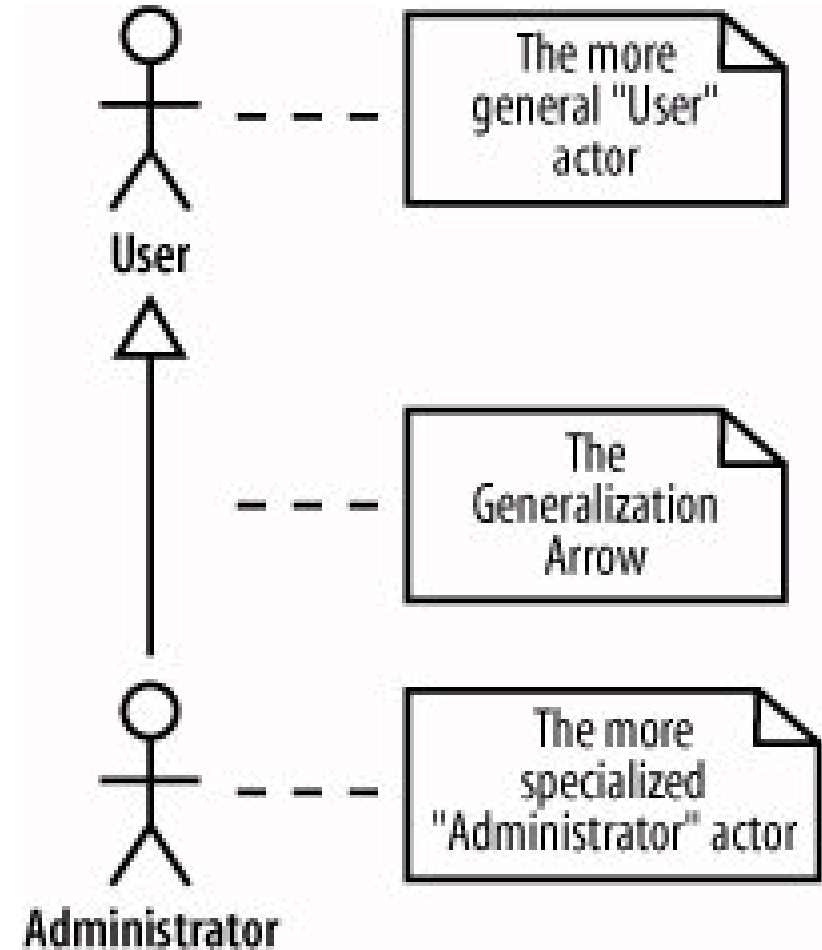 The more
general "User"
actor
User
The
Generalization
Arrow
The more
specialized
"Administrator" actor
Administrator